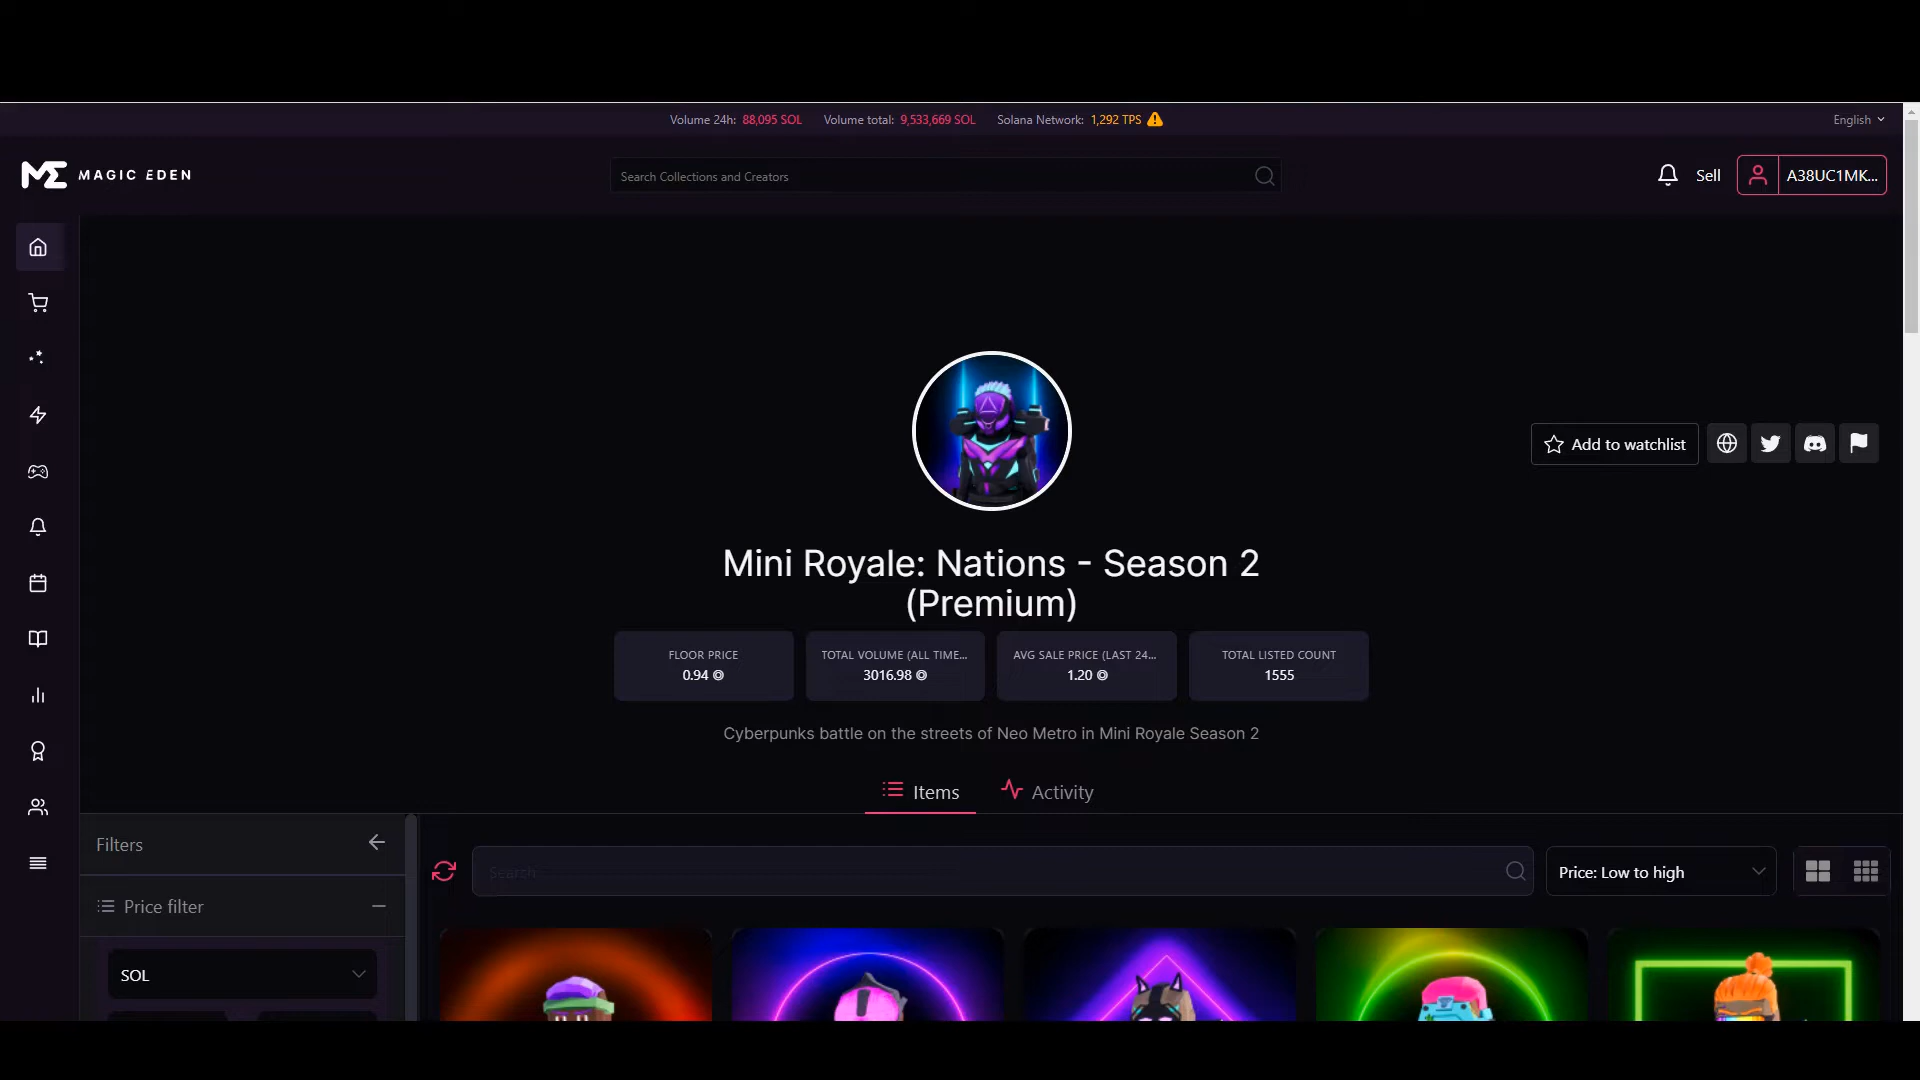 Volume 24h: 88,095 SOL Volume total: 9,533,669 SOL Solana Network: 1,292 TPS
English
MAGIC EDEN
Search Collections and Creators
Sell
A38UC1MK...
Add to watchlist
Mini Royale: Nations - Season 2
(Premium)
FLOOR PRICE
0.94
TOTAL VOLUME (ALL TIME...
3016.98
AVG SALE PRICE (LAST 24...
1.20
TOTAL LISTED COUNT
1555
Cyberpunks battle on the streets of Neo Metro in Mini Royale Season 2
Items
Activity
Filters
Search
Price: Low to high
Price filter
SOL